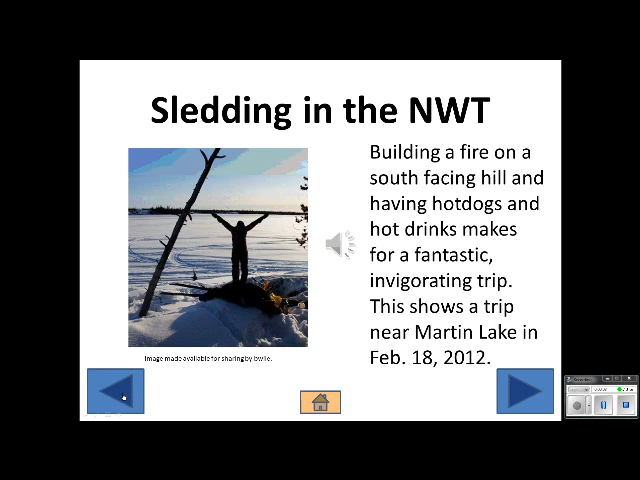 Sledding in the NWT
Building a fire on a
south facing hill and
having hotdogs and
hot drinks makes
for a fantastic,
invigorating trip.
This shows a trip
near Martin Lake in
Feb. 18, 2012.
Image made available for sharing by